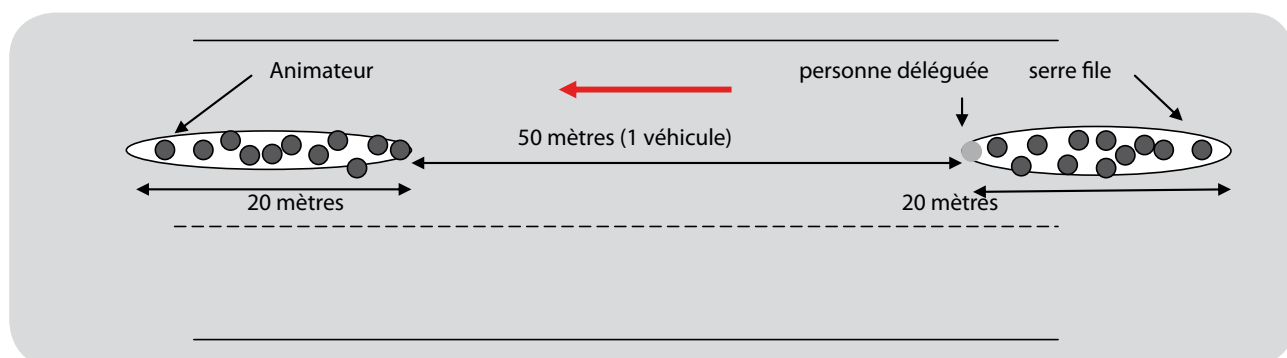 Animateur
personne déléguée
serre file
50 mètres (1 véhicule)
20 mètres
20 mètres